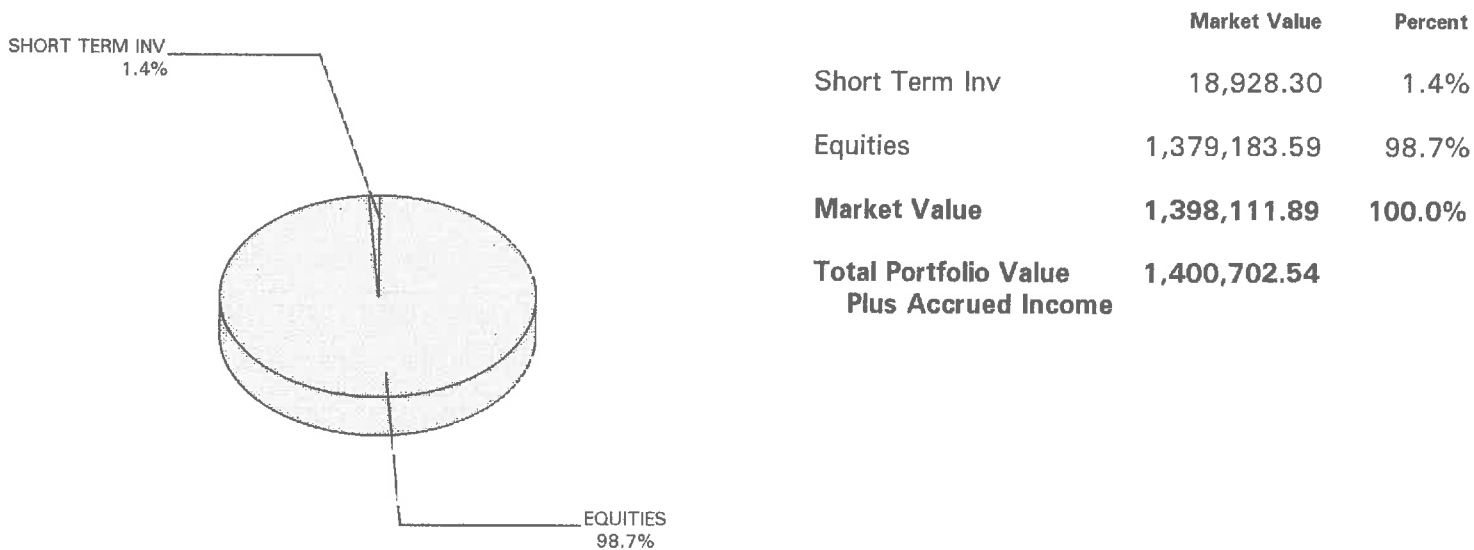 SHORT TERM INV
1.4%
EQUITIES
98.7%
Market Value Percent
Short Term Inv 18,928.30 1.4%
Equities 1,379,183.59 98.7%
Market Value 1,398,111.89 100.0%
Total Portfolio Value 1,400,702.54
Plus Accrued Income